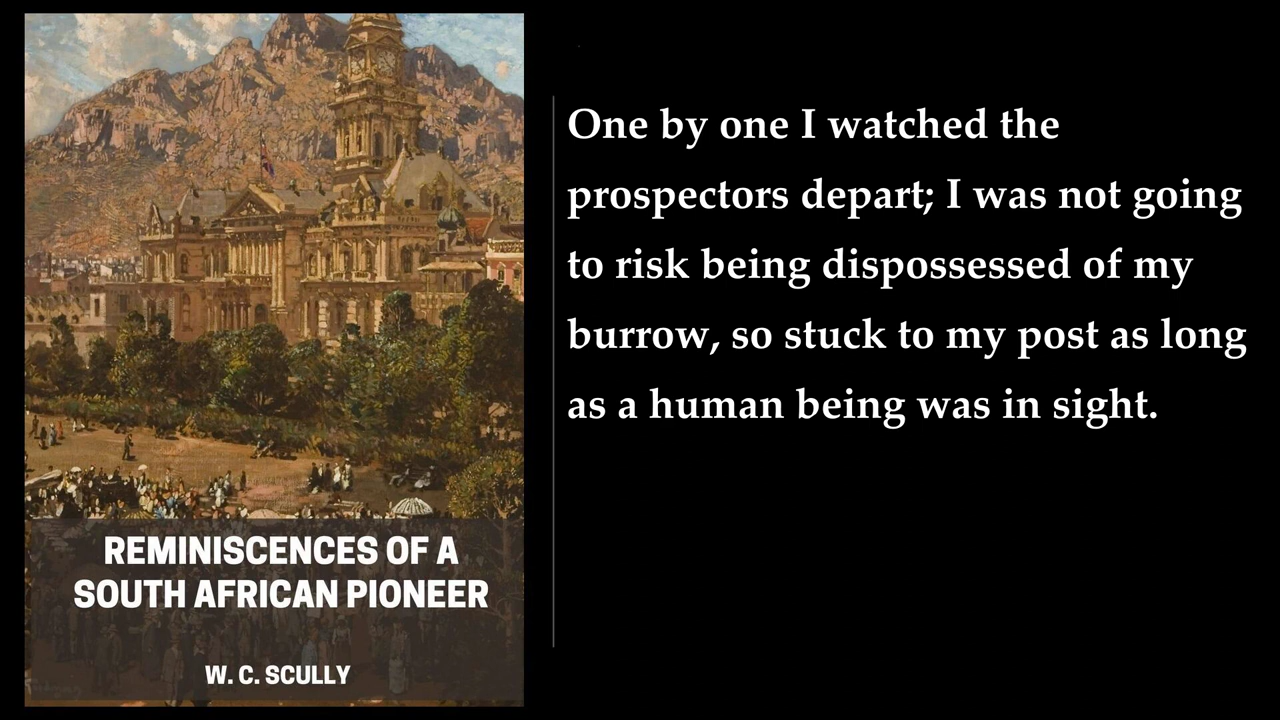 REMINISCENCES OF A
SOUTH AFRICAN PIONEER
W. C. SCULLY
One by one I watched the
prospectors depart; I was not going
to risk being dispossessed of my
burrow, so stuck to my post as long
as a human being was in sight.